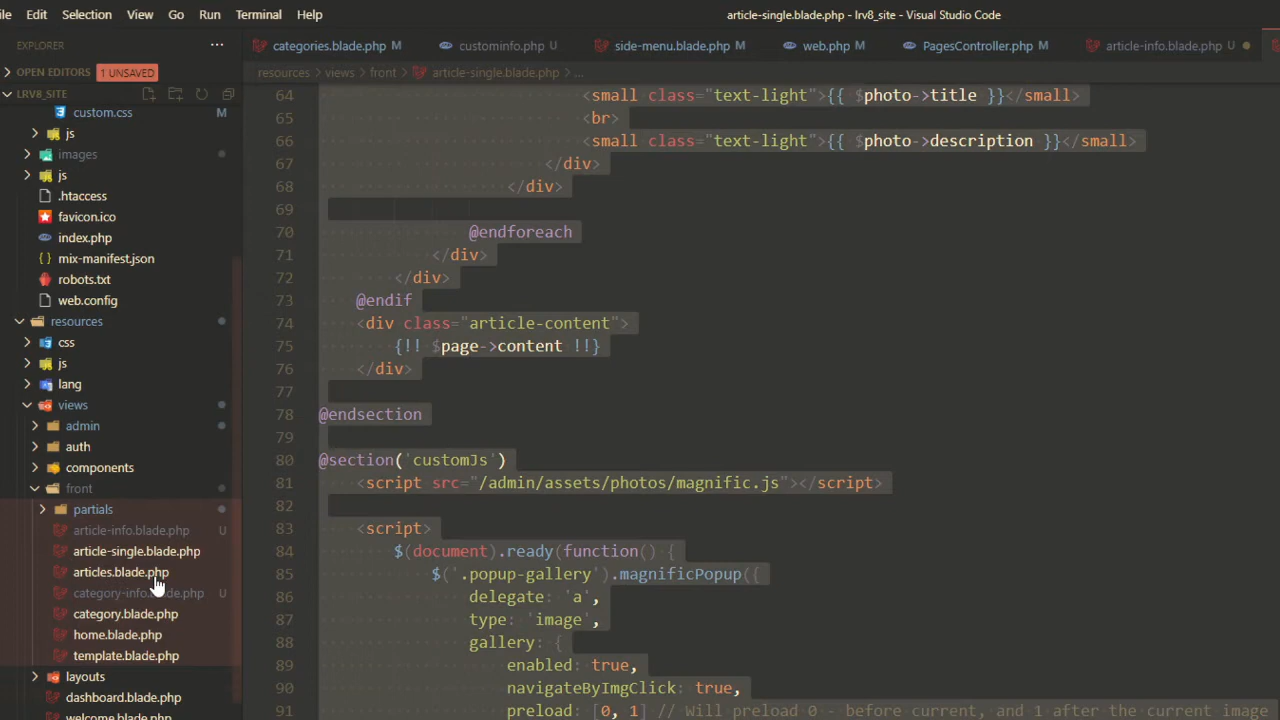 ile Edit Selection View Go Run Terminal Help article-single.blade.php - lrv8_site - Visual Studio Code
EXPLORER ... categories.blade.php M custominfo.php U side-menu.blade.php M web.php M PagesController.php M article-info.blade.php U
OPEN EDITORS 1 UNSAVED resources > views > front > article-single.blade.php > ...
LRV8_SITE
custom.css M
js
images
js
.htaccess
favicon.ico
index.php
mix-manifest.json
robots.txt
web.config
resources
css
js
lang
views
admin
auth
components
front
partials
article-info.blade.php U
article-single.blade.php
articles.blade.php
category-info.blade.php U
category.blade.php
home.blade.php
template.blade.php
layouts
dashboard.blade.php
welcome.blade.php
64 <small class="text-light">{{ $photo->title }}</small>
65 <br>
66 <small class="text-light">{{ $photo->description }}</small>
67 </div>
68 </div>
69
70 @endforeach
71 </div>
72 </div>
73 @endif
74 <div class="article-content">
75 {!! $page->content !!}
76 </div>
77
78 @endsection
79
80 @section('customJs')
81 <script src="/admin/assets/photos/magnific.js"></script>
82
83 <script>
84 $(document).ready(function() {
85 $('.popup-gallery').magnificPopup({
86 delegate: 'a',
87 type: 'image',
88 gallery: {
89 enabled: true,
90 navigateByImgClick: true,
91 preload: [0, 1] // Will preload 0 - before current, and 1 after the current image